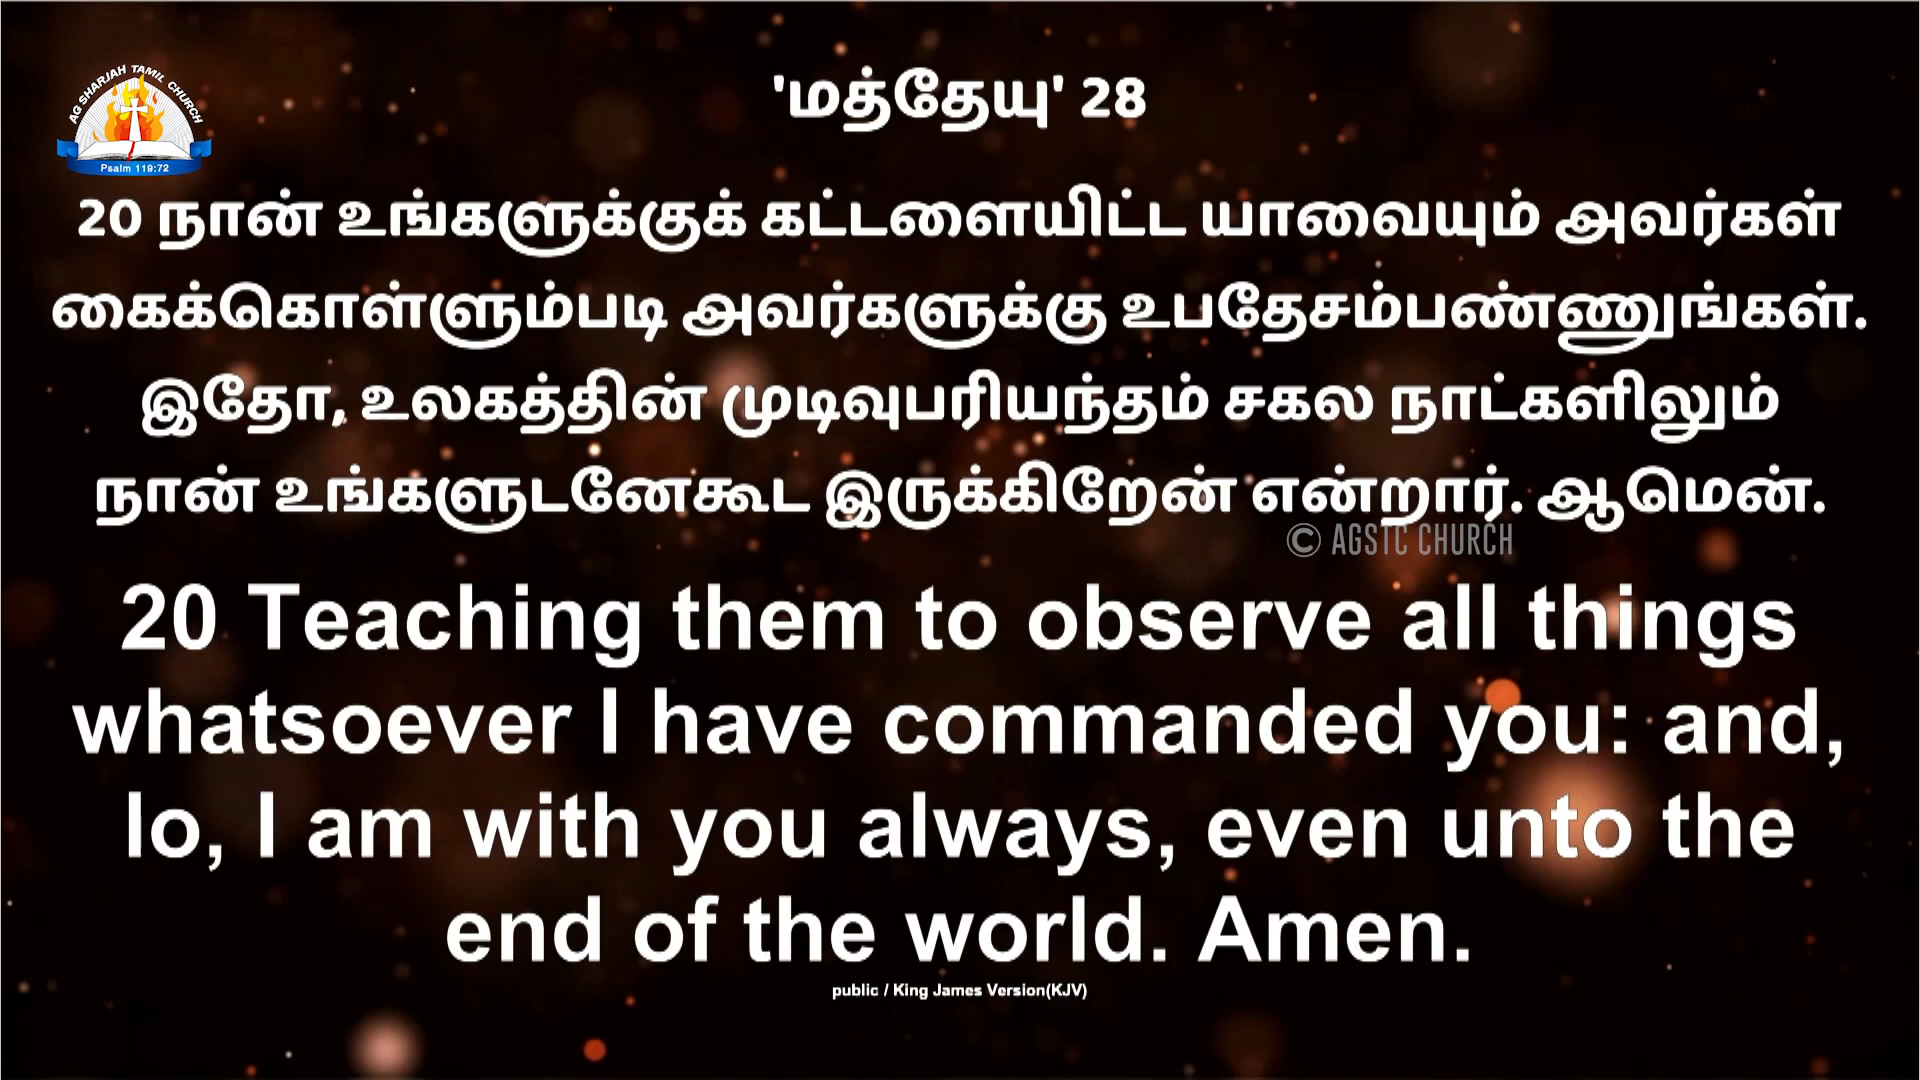 AG SHARJAH TAMIL CHURCH
Psalm 119:72
'மத்தேயு' 28
20 நான் உங்களுக்குக் கட்டளையிட்ட யாவையும் அவர்கள்
கைக்கொள்ளும்படி அவர்களுக்கு உபதேசம்பண்ணுங்கள்.
இதோ, உலகத்தின் முடிவுபரியந்தம் சகல நாட்களிலும்
நான் உங்களுடனேகூட இருக்கிறேன் என்றார். ஆமென்.
© AGSTC CHURCH
20 Teaching them to observe all things
whatsoever I have commanded you: and,
lo, I am with you always, even unto the
end of the world. Amen.
public / King James Version(KJV)